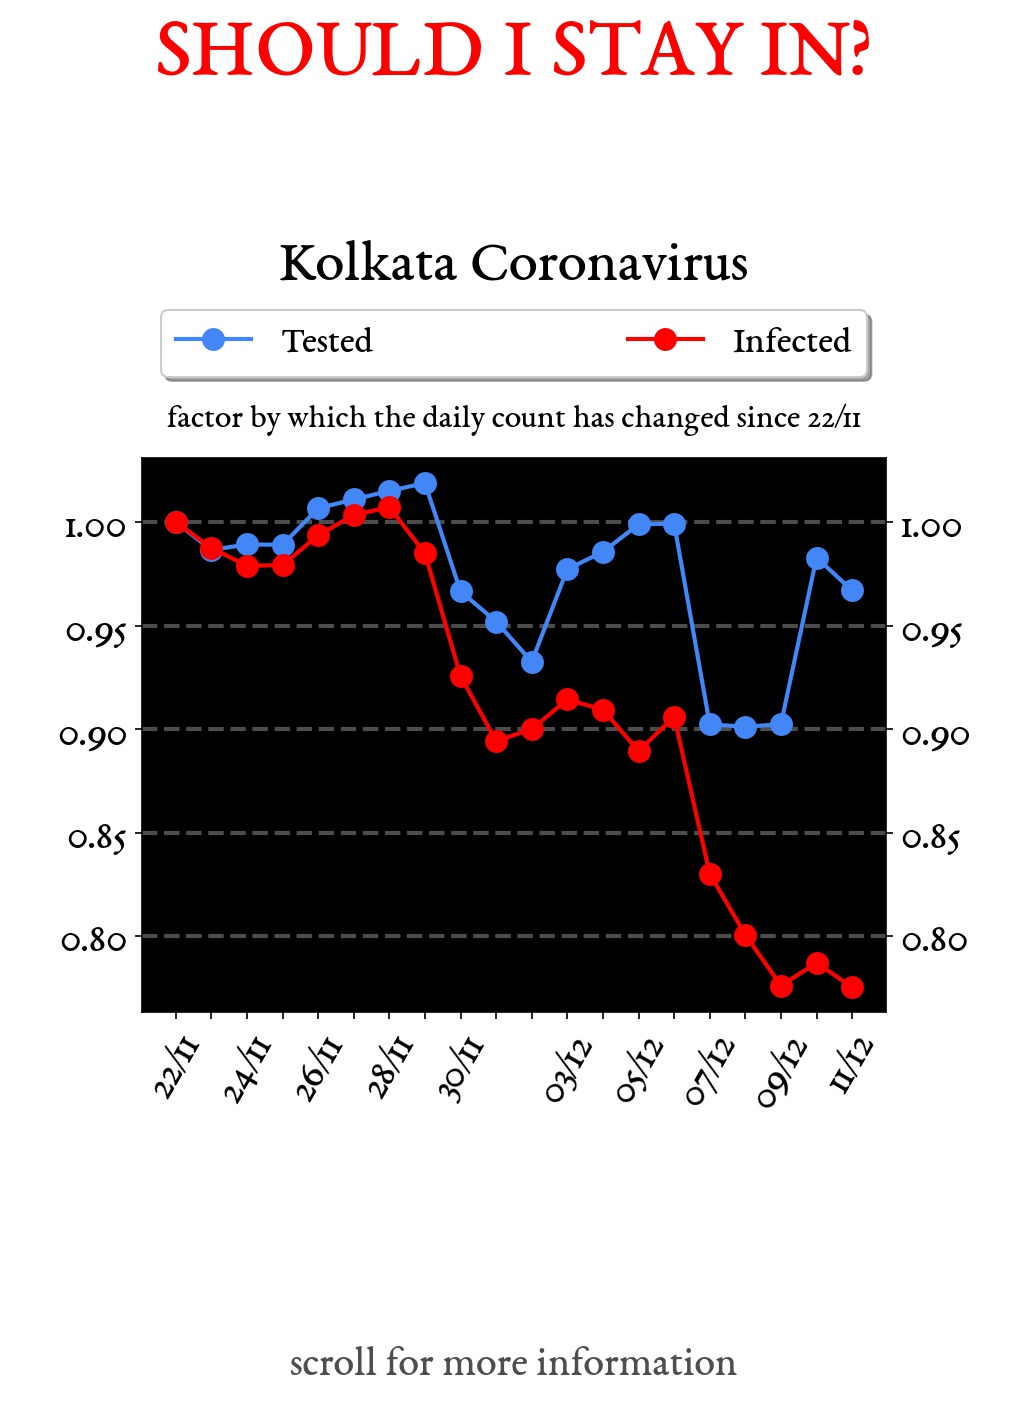 SHOULD I STAY IN?
Kolkata Coronavirus
Tested Infected
factor by which the daily count has changed since 22/11
1.00 1.00
0.95 0.95
0.90 0.90
0.85 0.85
0.80 0.80
22/11 24/11 26/11 28/11 30/11 03/12 05/12 07/12 09/12 11/12
scroll for more information